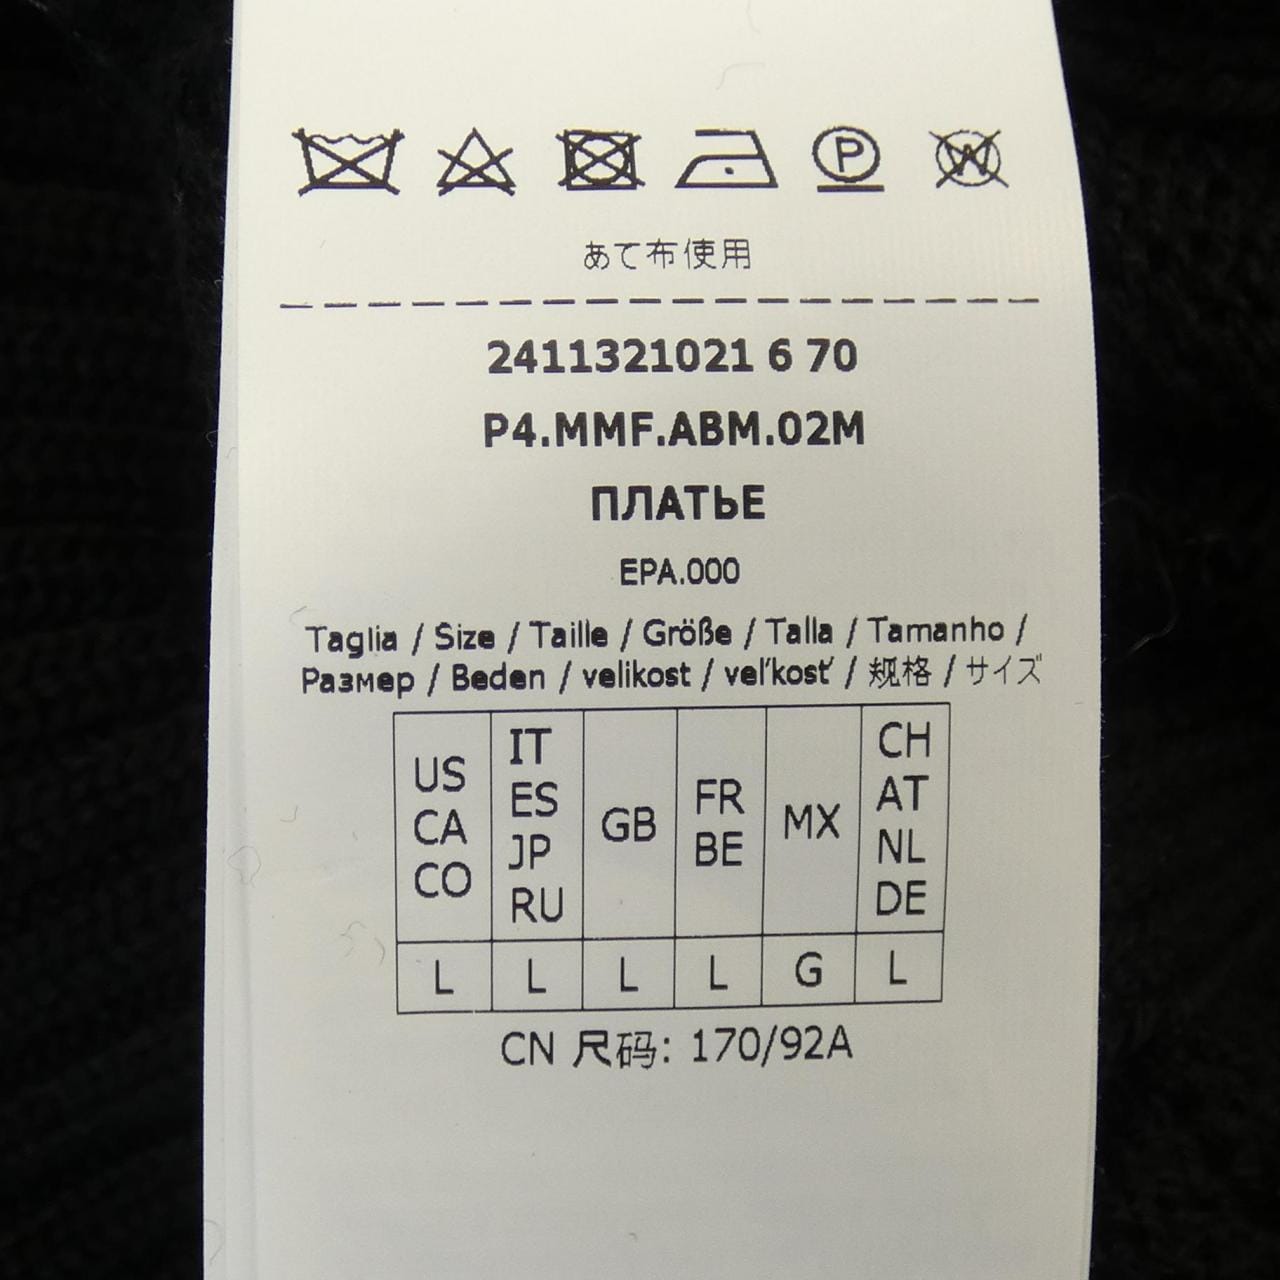 P W
あて布使用
2411321021 6 70
P4.MMF.ABM.02M
ПЛАТЬЕ
EPA.000
Taglia / Size / Taille / Größe / Talla / Tamanho /
Размер / Beden / velikost / veľkosť / 规格 / サイズ
US CA CO
IT ES JP RU
GB
FR BE
MX
CH AT NL DE
L L L L G L
CN 尺码: 170/92A